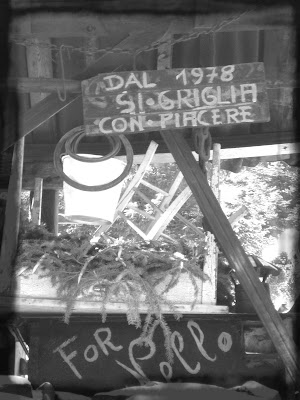 DAL 1978
SI · GRIGLIA
CON · PIACERE
FOR Pollo